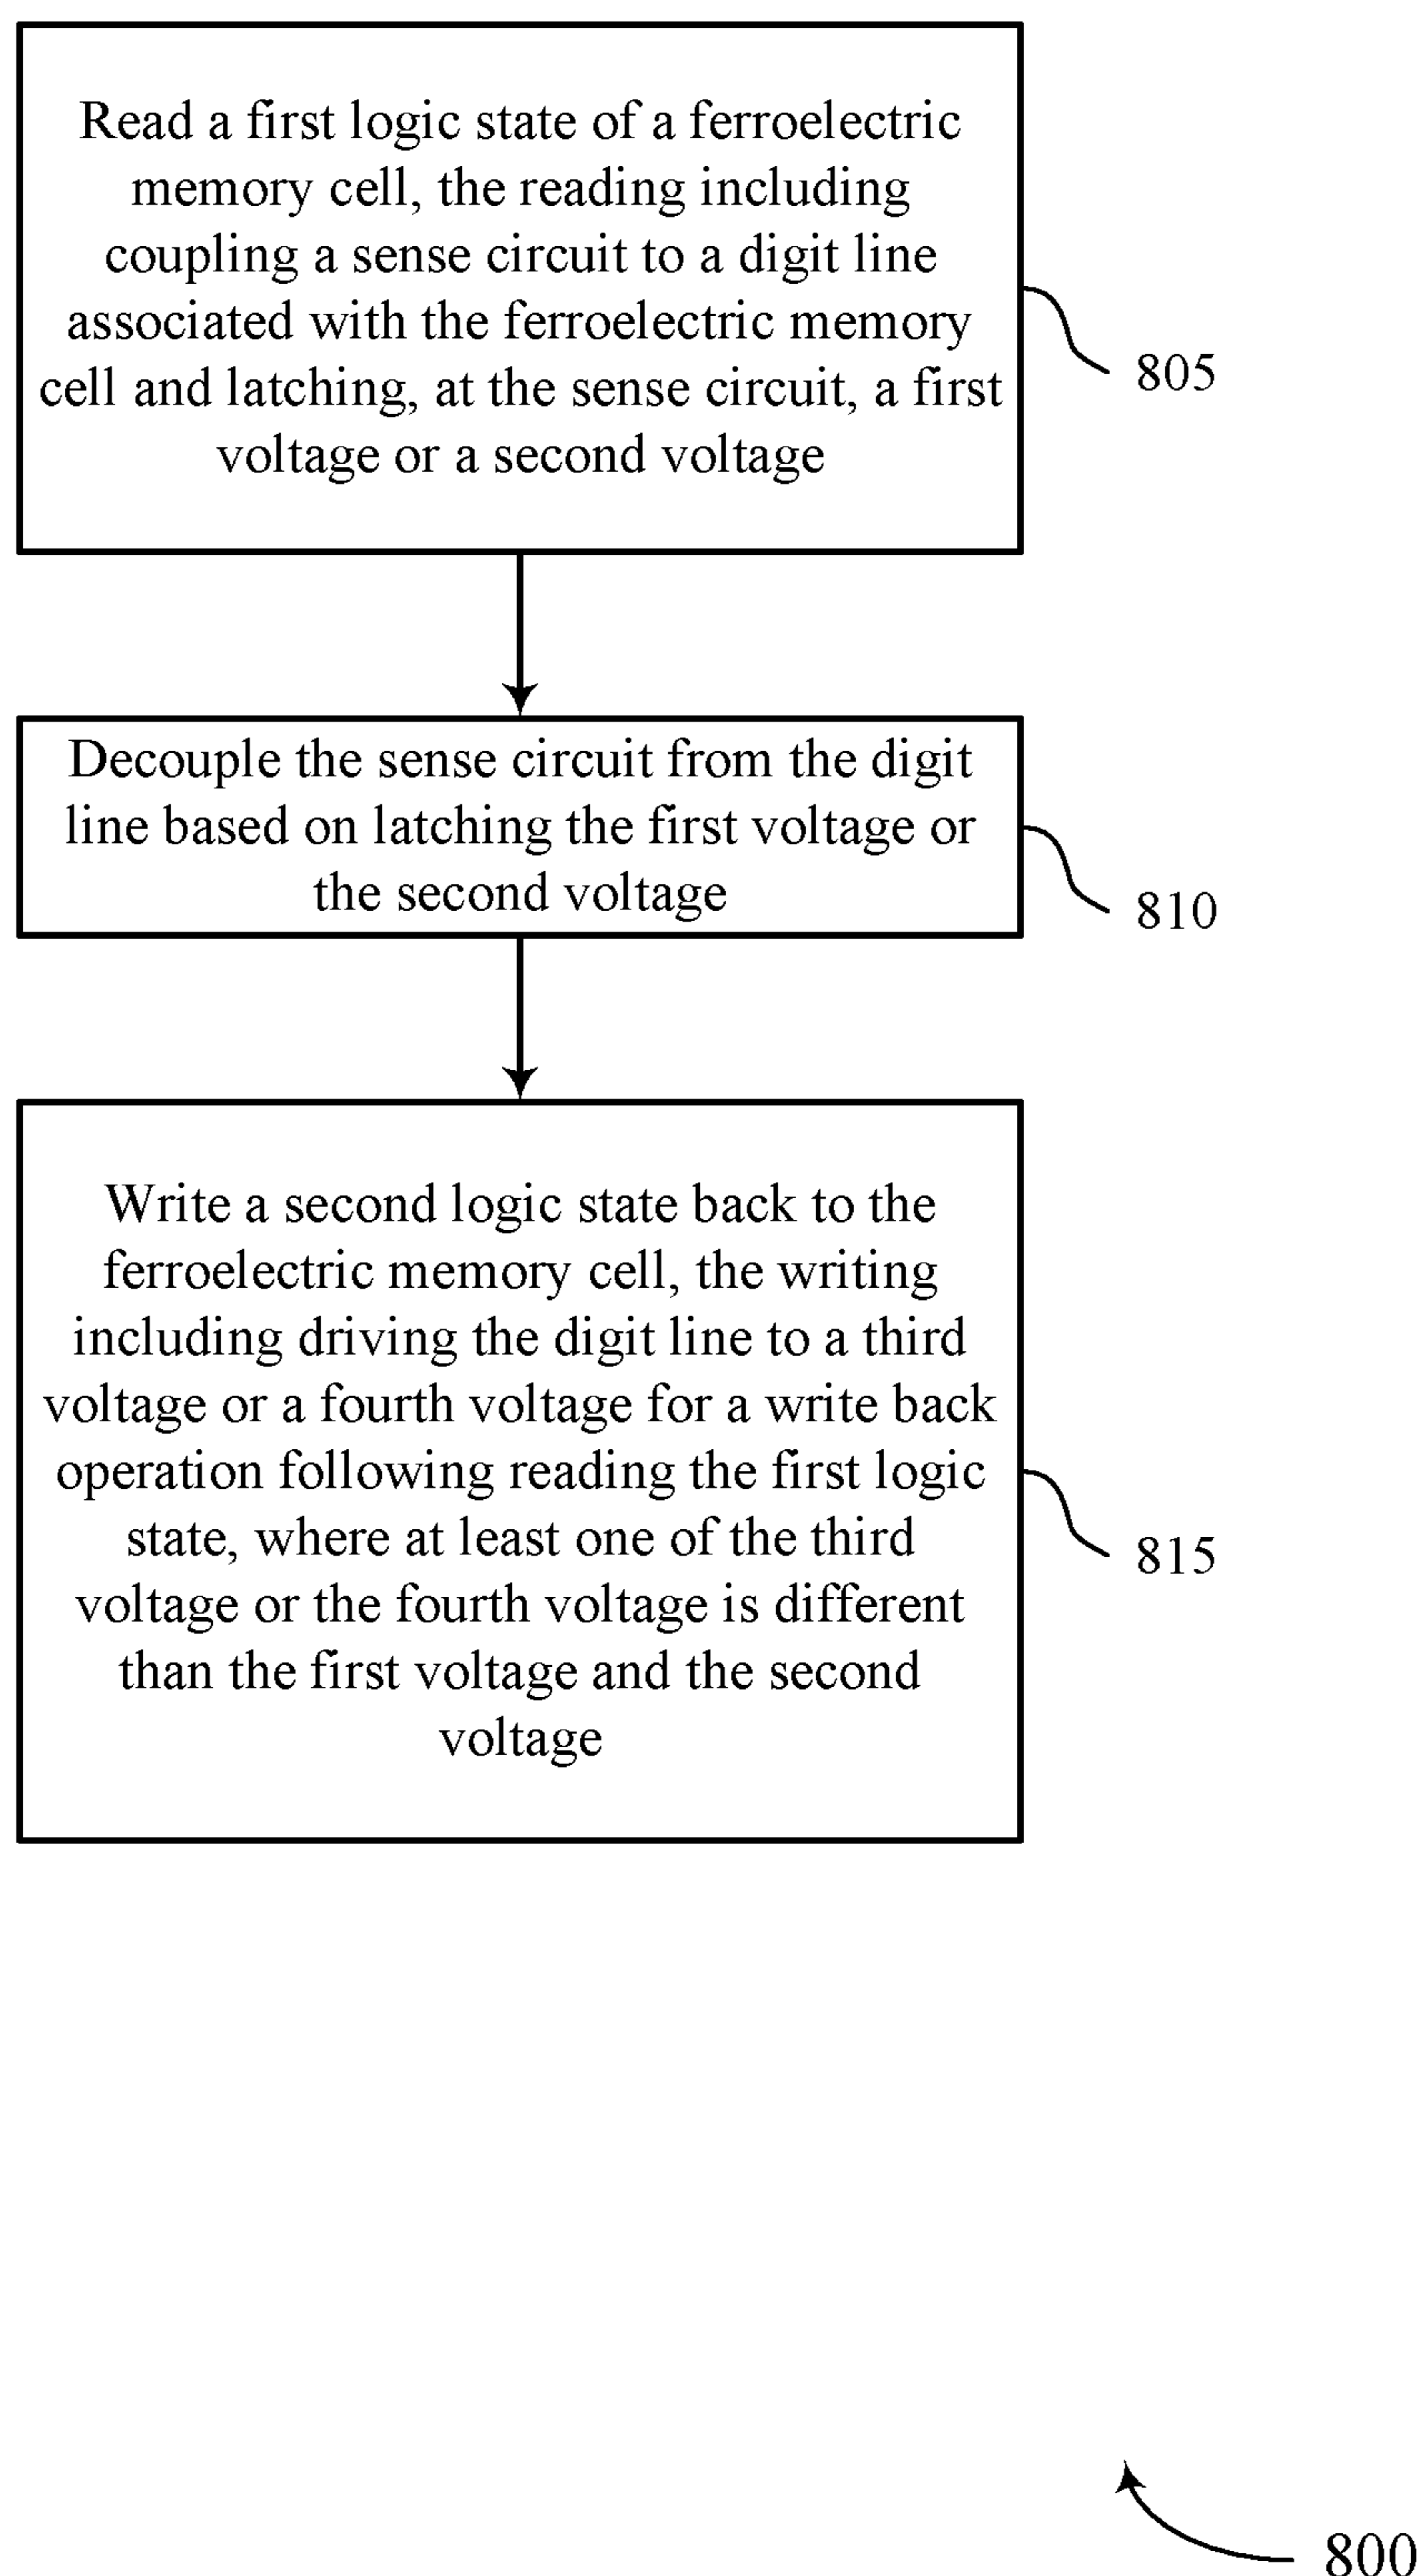 Read a first logic state of a ferroelectric
memory cell, the reading including
coupling a sense circuit to a digit line
associated with the ferroelectric memory
cell and latching, at the sense circuit, a first
voltage or a second voltage
805
Decouple the sense circuit from the digit
line based on latching the first voltage or
the second voltage
810
Write a second logic state back to the
ferroelectric memory cell, the writing
including driving the digit line to a third
voltage or a fourth voltage for a write back
operation following reading the first logic
state, where at least one of the third
voltage or the fourth voltage is different
than the first voltage and the second
voltage
815
800